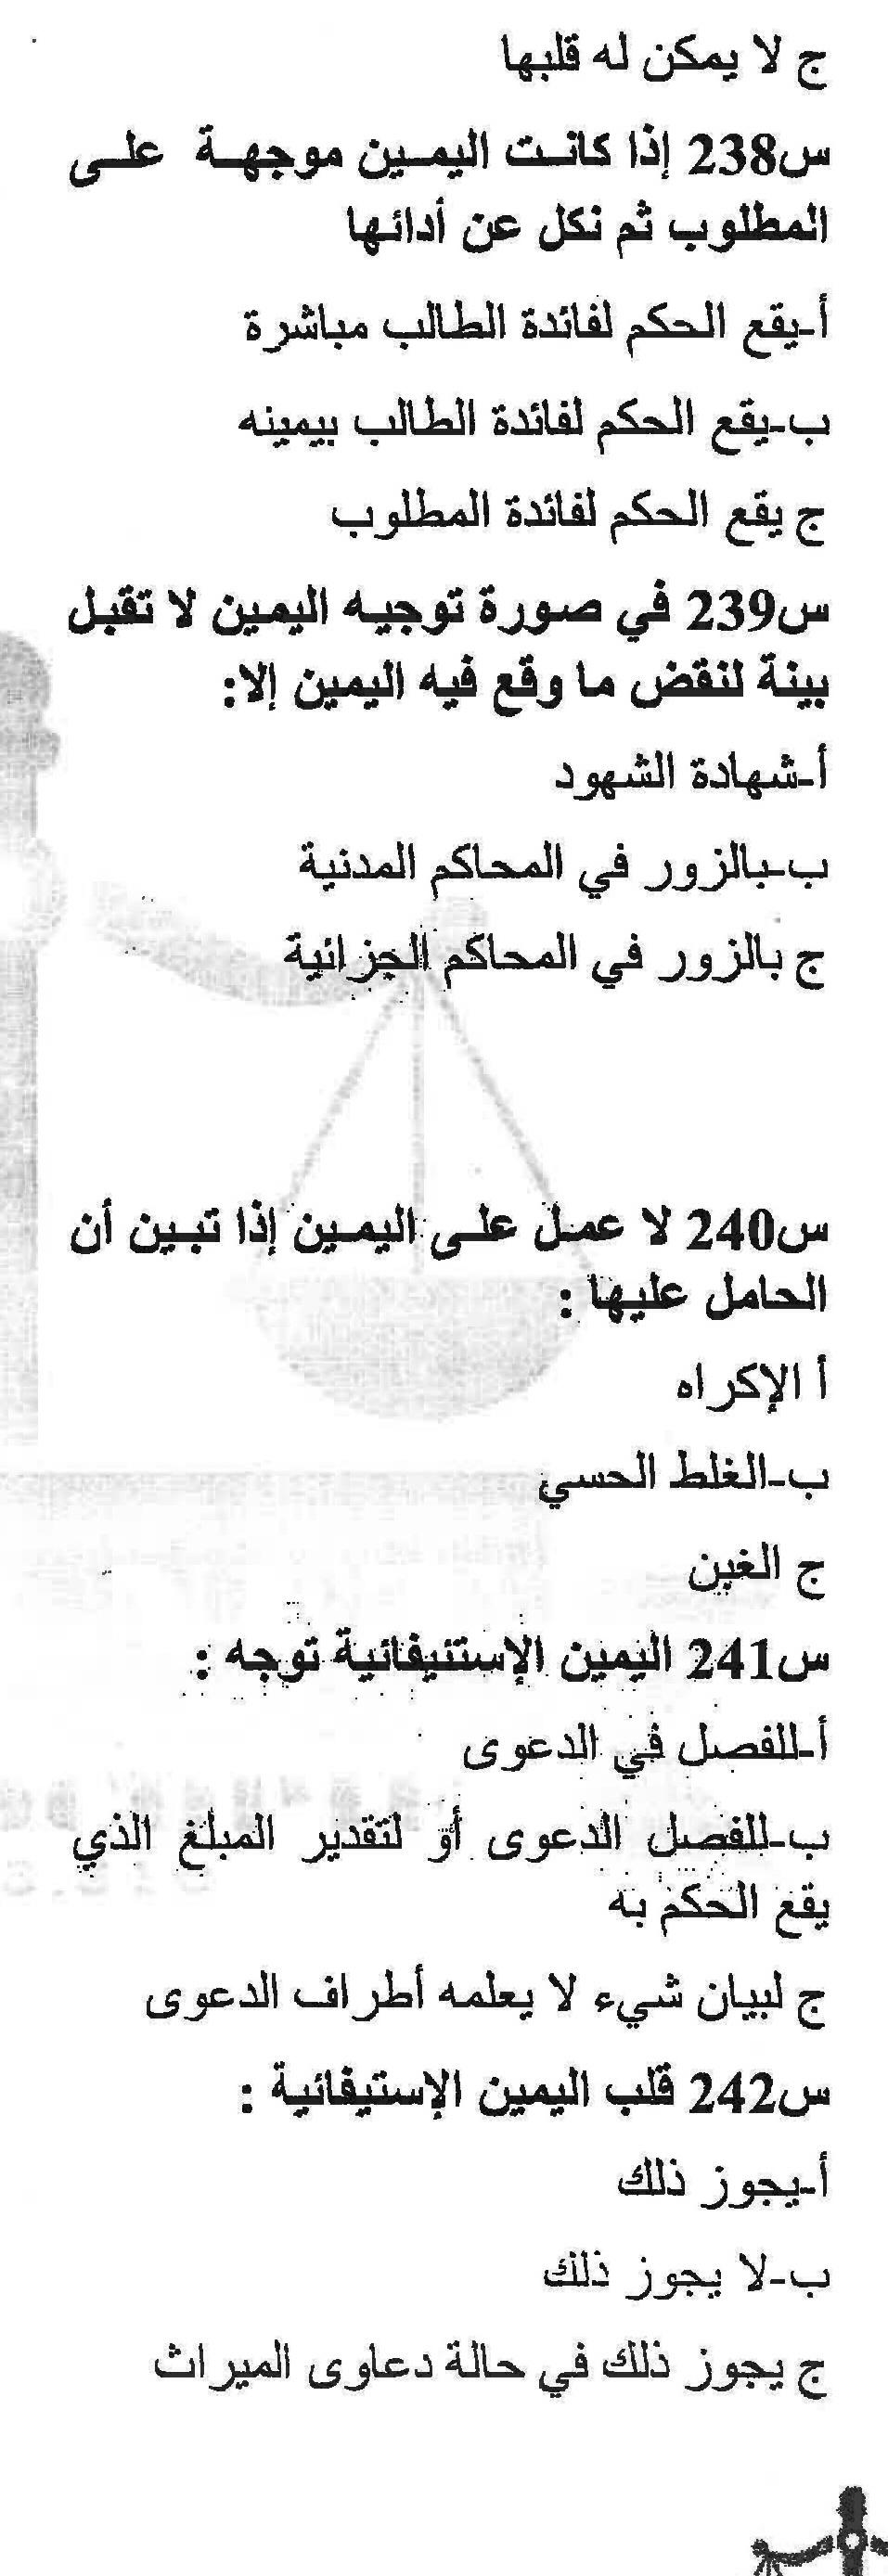 ج لا يمكن له قلبها
س238 إذا كانت اليمين موجهة على
المطلوب ثم نكل عن أدائها
أ-يقع الحكم لفائدة الطالب مباشرة
ب-يقع الحكم لفائدة الطالب بيمينه
ج يقع الحكم لفائدة المطلوب
س239 في صورة توجيه اليمين لا تقبل
بينة لنقض ما وقع فيه اليمين إلا:
أ-شهادة الشهود
ب-بالزور في المحاكم المدنية
ج بالزور في المحاكم الجزائية
س240 لا عمل على اليمين إذا تبين أن
الحامل عليها :
أ الإكراه
ب-الغلط الحسي
ج الغبن
س241 اليمين الإستئيفائية توجه :
أ-للفصل في الدعوى
ب-للفصل الدعوى أو لتقدير المبلغ الذي
يقع الحكم به
ج لبيان شيء لا يعلمه أطراف الدعوى
س242 قلب اليمين الإستيفائية :
أ-يجوز ذلك
ب-لا يجوز ذلك
ج يجوز ذلك في حالة دعاوى الميراث